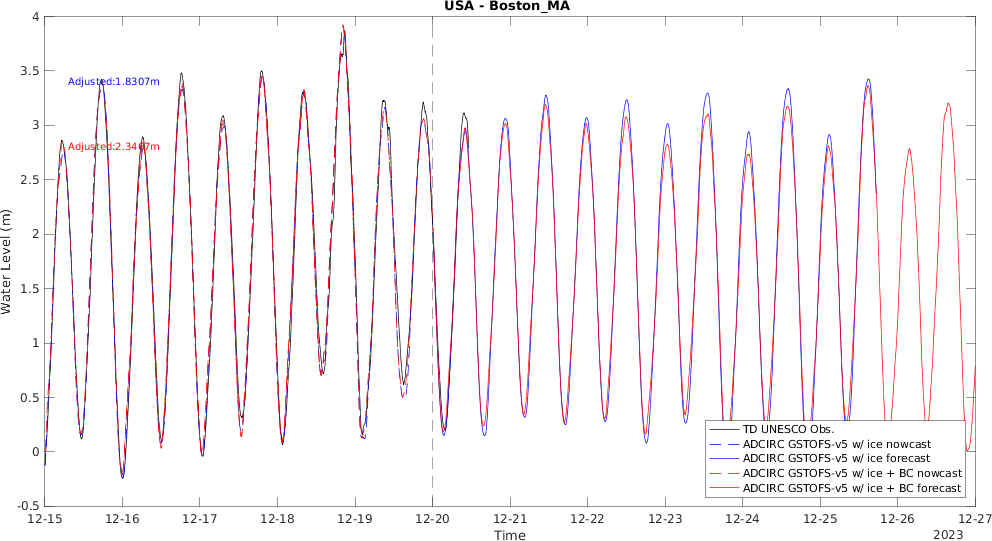 USA - Boston_MA
4
3.5
3
2.5
2
1.5
1
0.5
0
-0.5
Water Level (m)
Adjusted:1.8307m
Adjusted:2.3467m
TD UNESCO Obs.
ADCIRC GSTOFS-v5 w/ ice nowcast
ADCIRC GSTOFS-v5 w/ ice forecast
ADCIRC GSTOFS-v5 w/ ice + BC nowcast
ADCIRC GSTOFS-v5 w/ ice + BC forecast
12-15 12-16 12-17 12-18 12-19 12-20 12-21 12-22 12-23 12-24 12-25 12-26 12-27
Time
2023